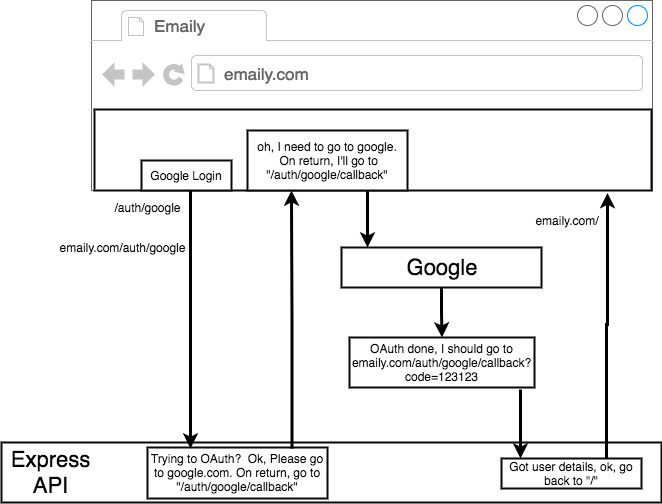 Emaily
emaily.com
oh, I need to go to google.
On return, I'll go to
"/auth/google/callback"
Google Login
/auth/google
emaily.com/auth/google
emaily.com/
Google
OAuth done, I should go to
emaily.com/auth/google/callback?
code=123123
Express
API
Trying to OAuth? Ok, Please go
to google.com. On return, go to
"/auth/google/callback"
Got user details, ok, go
back to "/"